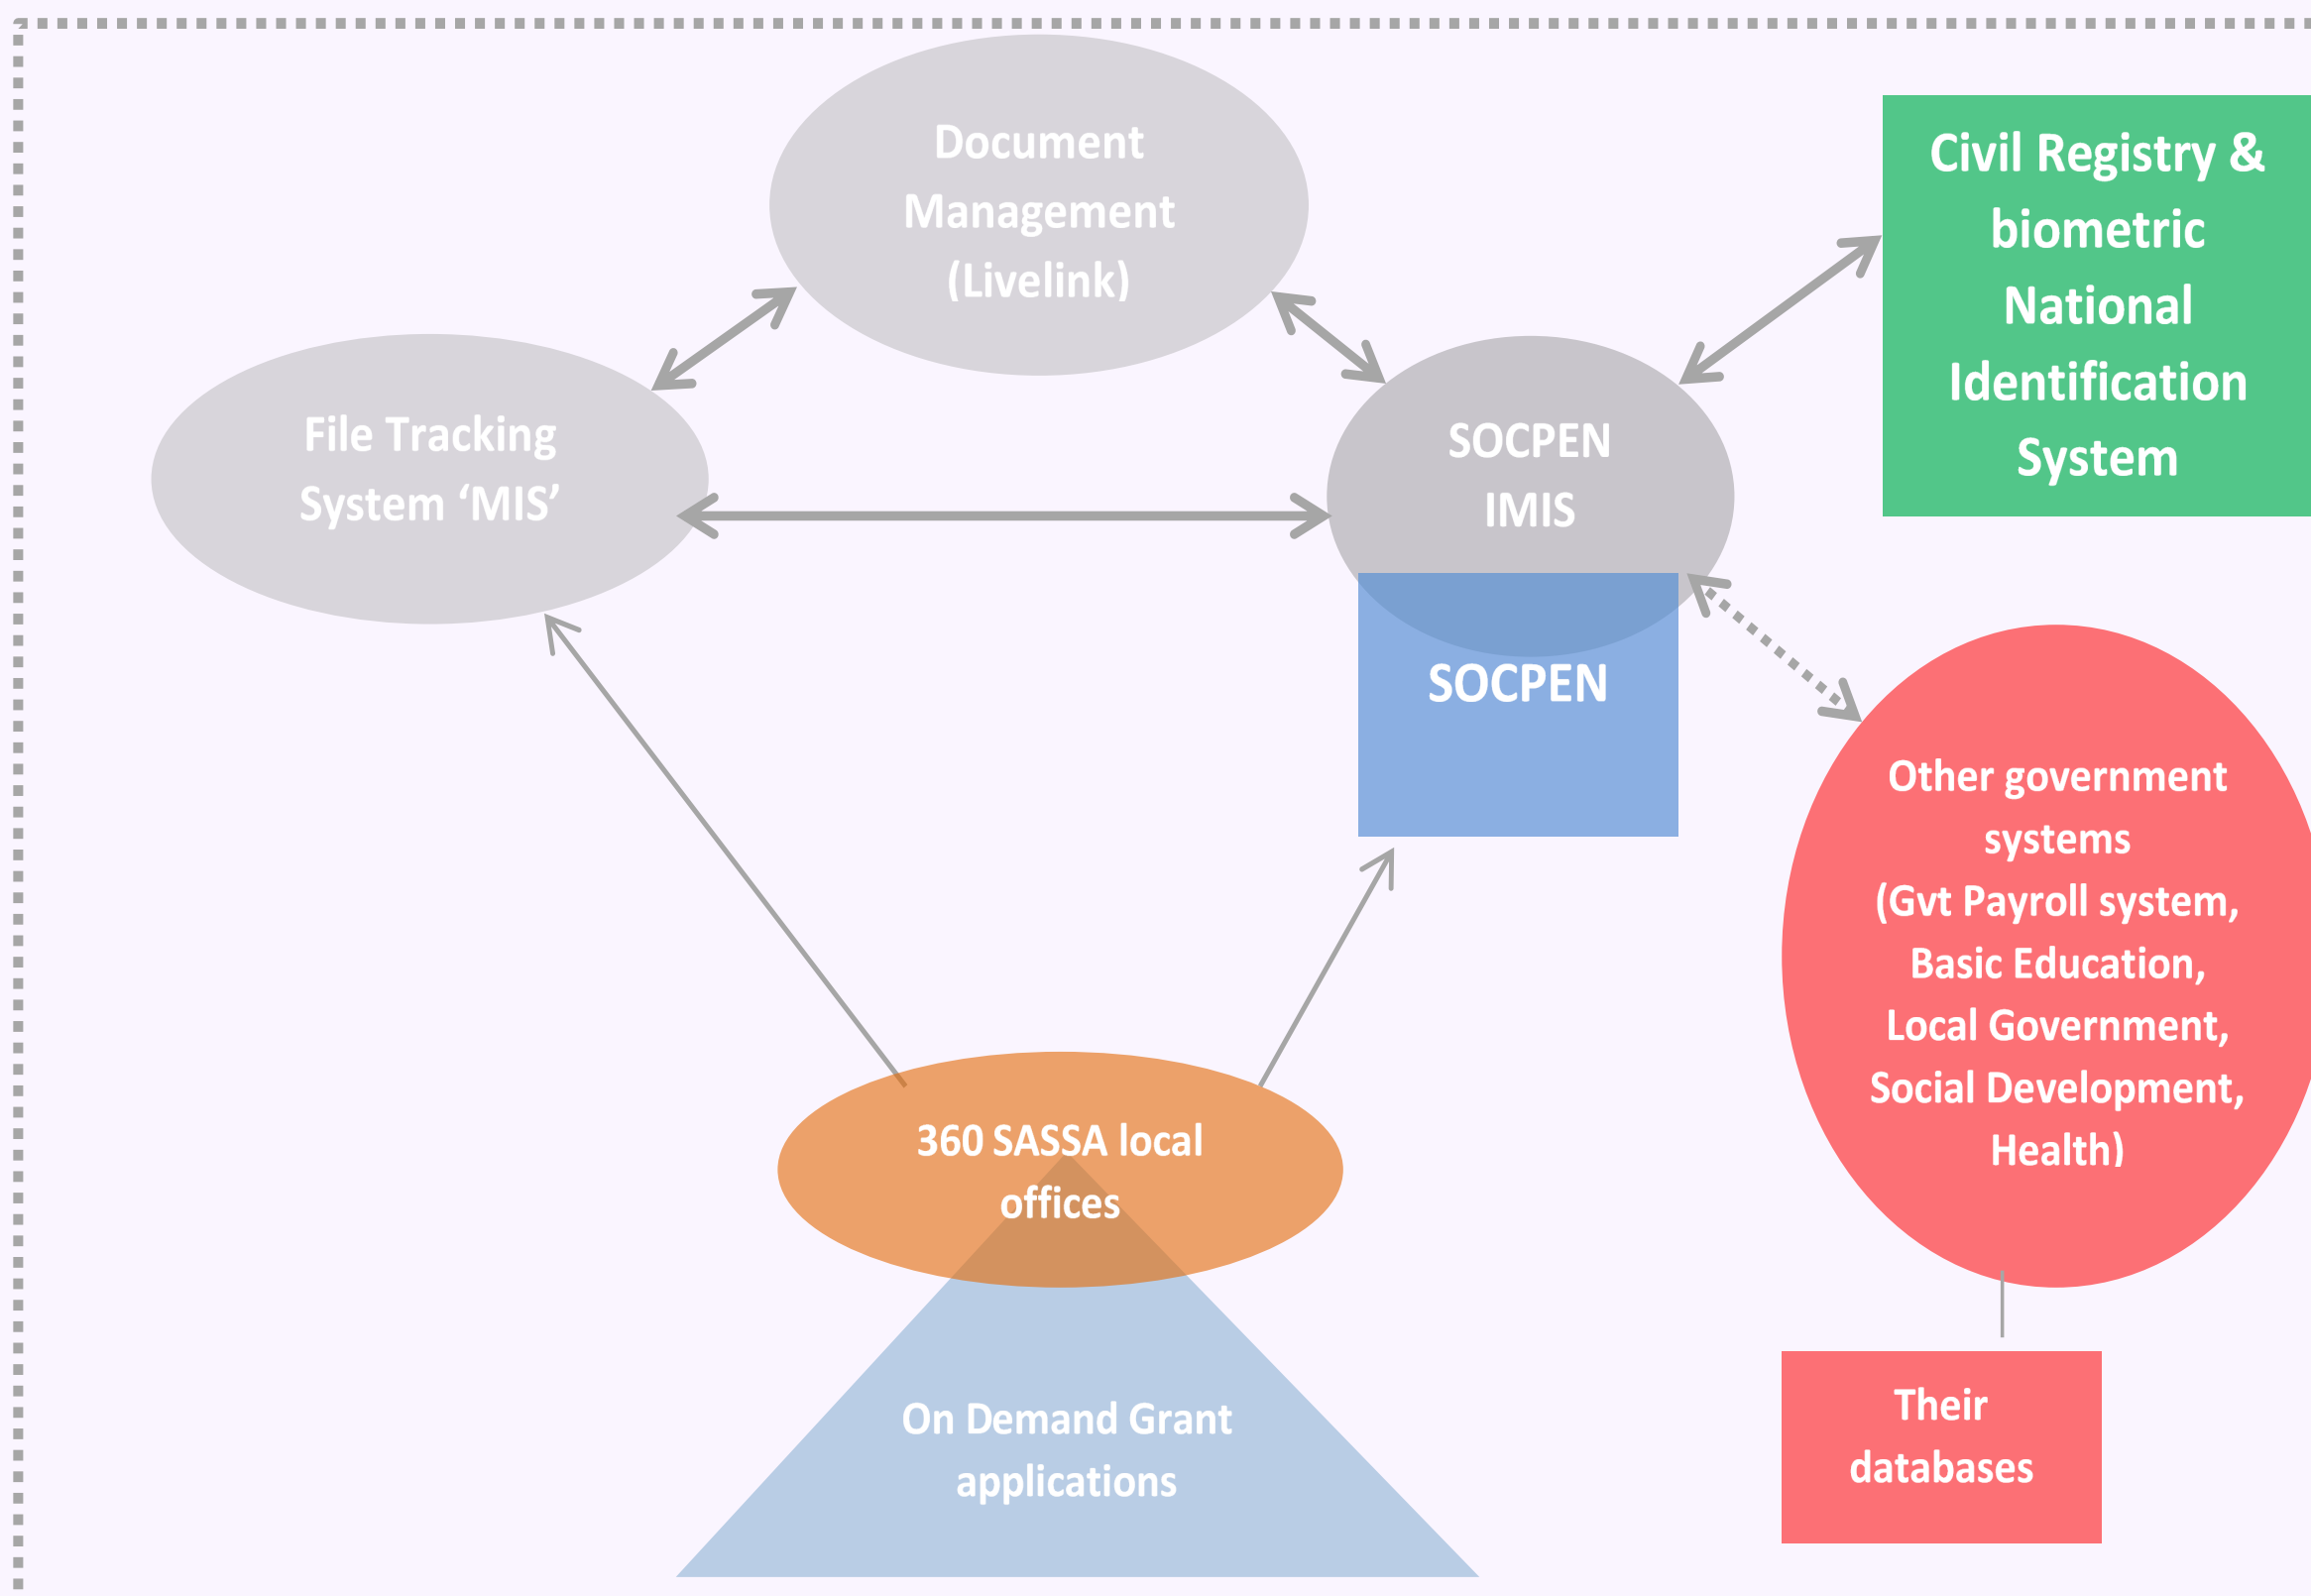 Document
Management
(Livelink)
Civil Registry &
biometric
National
Identification
System
File Tracking
System ‘MIS’
SOCPEN
IMIS
SOCPEN
Other government
systems
(Gvt Payroll system,
Basic Education,
Local Government,
Social Development,
Health)
360 SASSA local
offices
On Demand Grant
applications
Their
databases